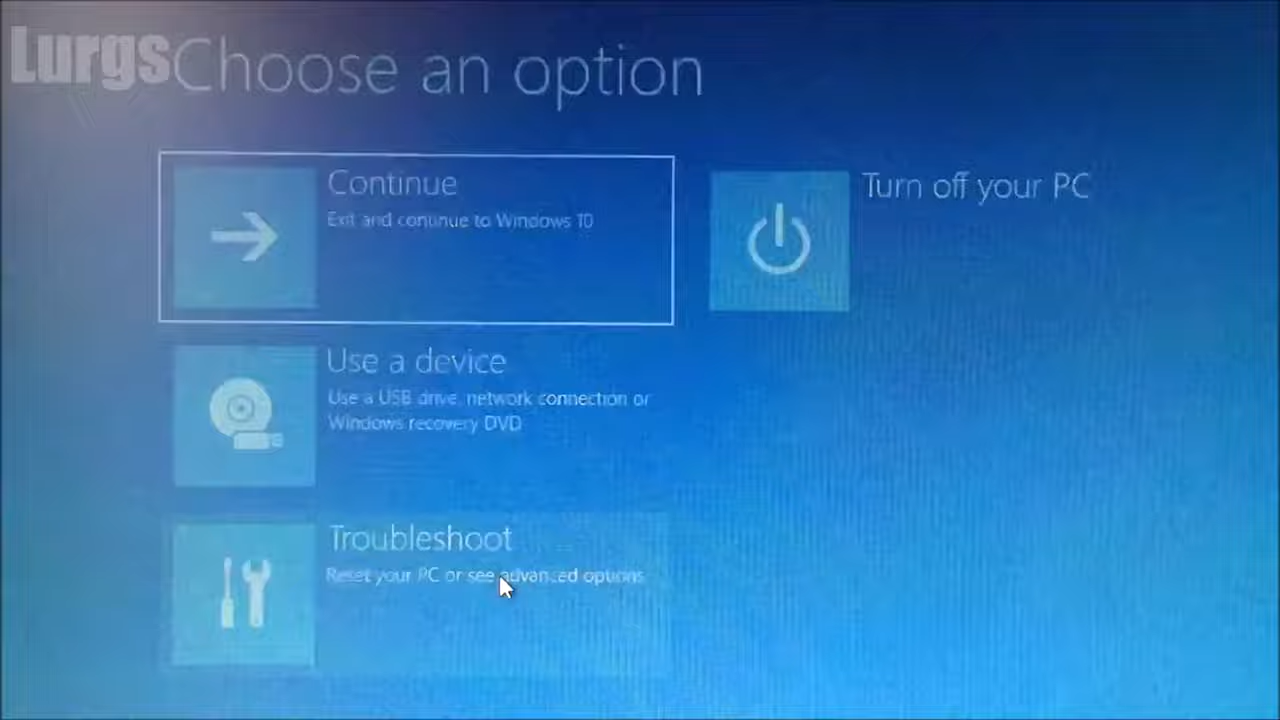 Lurgs
Choose an option
Continue
Exit and continue to Windows 10
Turn off your PC
Use a device
Use a USB drive, network connection or
Windows recovery DVD
Troubleshoot
Reset your PC or see advanced options